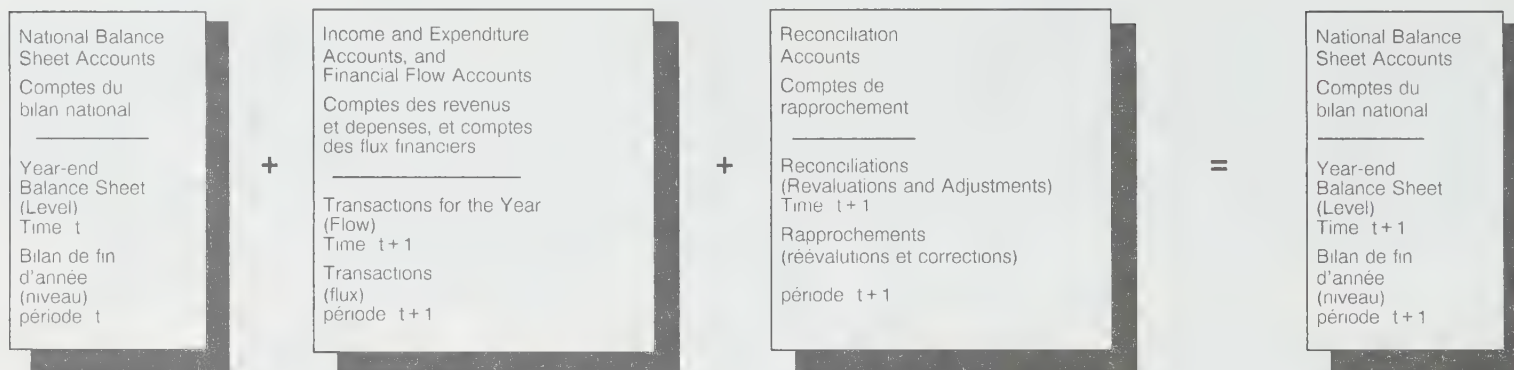 National Balance
Sheet Accounts
Comptes du
bilan national
Year-end
Balance Sheet
(Level)
Time t
Bilan de fin
d'année
(niveau)
période t
+
Income and Expenditure
Accounts, and
Financial Flow Accounts
Comptes des revenus
et depenses, et comptes
des flux financiers
Transactions for the Year
(Flow)
Time t + 1
Transactions
(flux)
période t + 1
+
Reconciliation
Accounts
Comptes de
rapprochement
Reconciliations
(Revaluations and Adjustments)
Time t + 1
Rapprochements
(réévalutions et corrections)
période t + 1
=
National Balance
Sheet Accounts
Comptes du
bilan national
Year-end
Balance Sheet
(Level)
Time t + 1
Bilan de fin
d'année
(niveau)
période t + 1